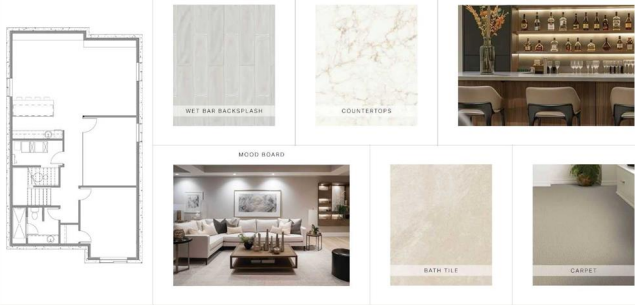 WET BAR BACKSPLASH
COUNTERTOPS
MOOD BOARD
BATH TILE
CARPET